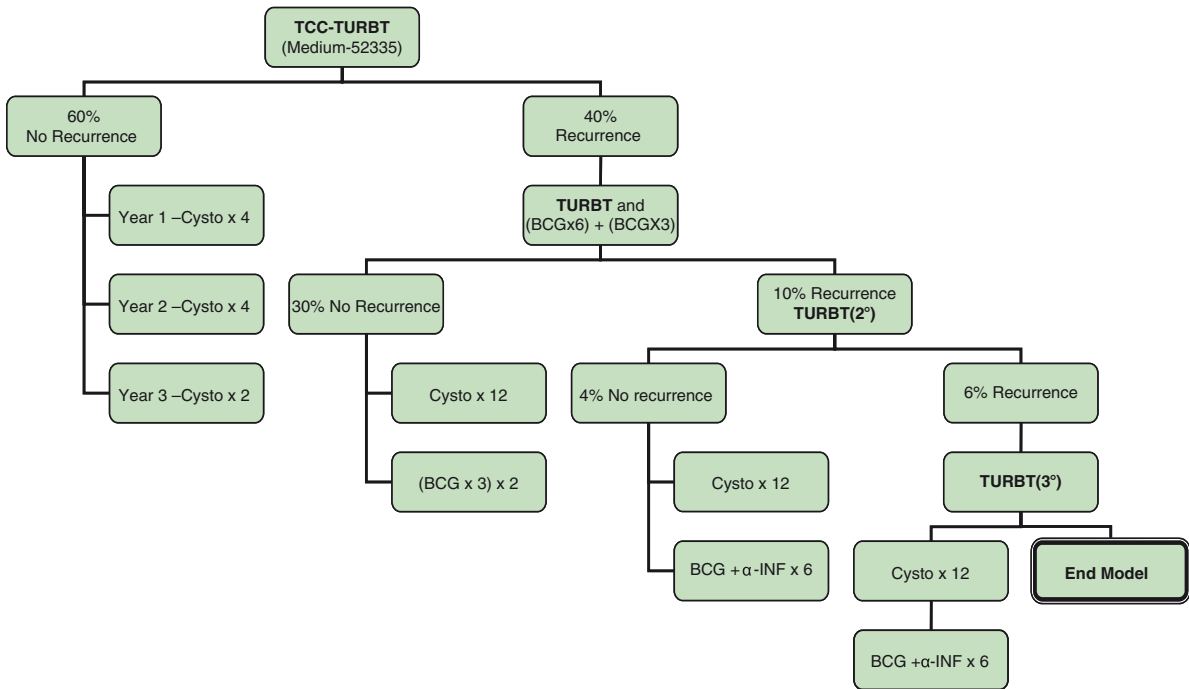 TCC-TURBT
(Medium-52335)
60%
No Recurrence
40%
Recurrence
Year 1 –Cysto x 4
TURBT and
(BCGx6) + (BCGX3)
Year 2 –Cysto x 4
30% No Recurrence
10% Recurrence
TURBT(2°)
Year 3 –Cysto x 2
Cysto x 12
4% No recurrence
6% Recurrence
(BCG x 3) x 2
Cysto x 12
TURBT(3°)
BCG +α-INF x 6
Cysto x 12
End Model
BCG +α-INF x 6